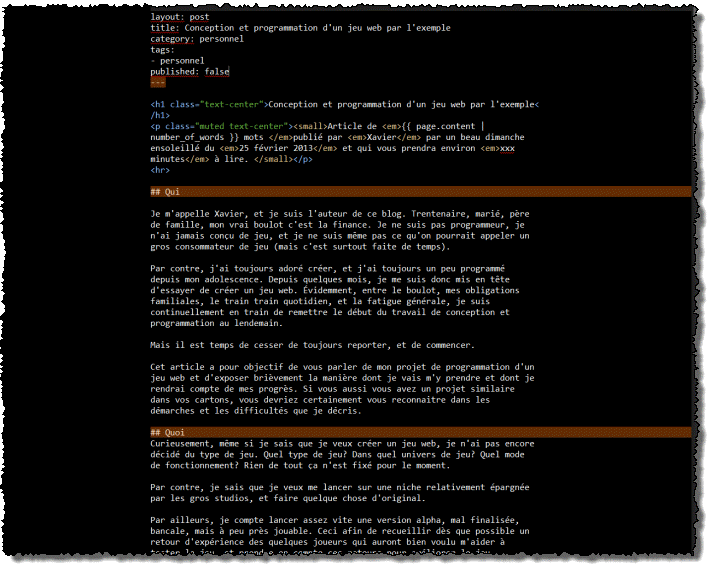 layout: post
title: Conception et programmation d'un jeu web par l'exemple
category: personnel
tags:
- personnel
published: false
---
<h1 class="text-center">Conception et programmation d'un jeu web par l'exemple<
/h1>
<p class="muted text-center"><small>Article de <em>{{ page.content |
number_of_words }} mots </em>publié par <em>Xavier</em> par un beau dimanche
ensoleillé du <em>25 février 2013</em> et qui vous prendra environ <em>xxx
minutes</em> à lire. </small></p>
<hr>
## Qui
Je m'appelle Xavier, et je suis l'auteur de ce blog. Trentenaire, marié, père
de famille, mon vrai boulot c'est la finance. Je ne suis pas programmeur, je
n'ai jamais conçu de jeu, et je ne suis même pas ce qu'on pourrait appeler un
gros consommateur de jeu (mais c'est surtout faite de temps).
Par contre, j'ai toujours adoré créer, et j'ai toujours un peu programmé
depuis mon adolescence. Depuis quelques mois, je me suis donc mis en tête
d'essayer de créer un jeu web. Évidemment, entre le boulot, mes obligations
familiales, le train train quotidien, et la fatigue générale, je suis
continuellement en train de remettre le début du travail de conception et
programmation au lendemain.
Mais il est temps de cesser de toujours reporter, et de commencer.
Cet article a pour objectif de vous parler de mon projet de programmation d'un
jeu web et d'exposer brièvement la manière dont je vais m'y prendre et dont je
rendrai compte de mes progrès. Si vous aussi vous avez un projet similaire
dans vos cartons, vous devriez certainement vous reconnaitre dans les
démarches et les difficultés que je décris.
## Quoi
Curieusement, même si je sais que je veux créer un jeu web, je n'ai pas encore
décidé du type de jeu. Quel type de jeu? Dans quel univers de jeu? Quel mode
de fonctionnement? Rien de tout ça n'est fixé pour le moment.
Par contre, je sais que je veux me lancer sur une niche relativement épargnée
par les gros studios, et faire quelque chose d'original.
Par ailleurs, je compte lancer assez vite une version alpha, mal finalisée,
bancale, mais à peu près jouable. Ceci afin de recueillir dès que possible un
retour d'expérience des quelques joueurs qui auront bien voulu m'aider à